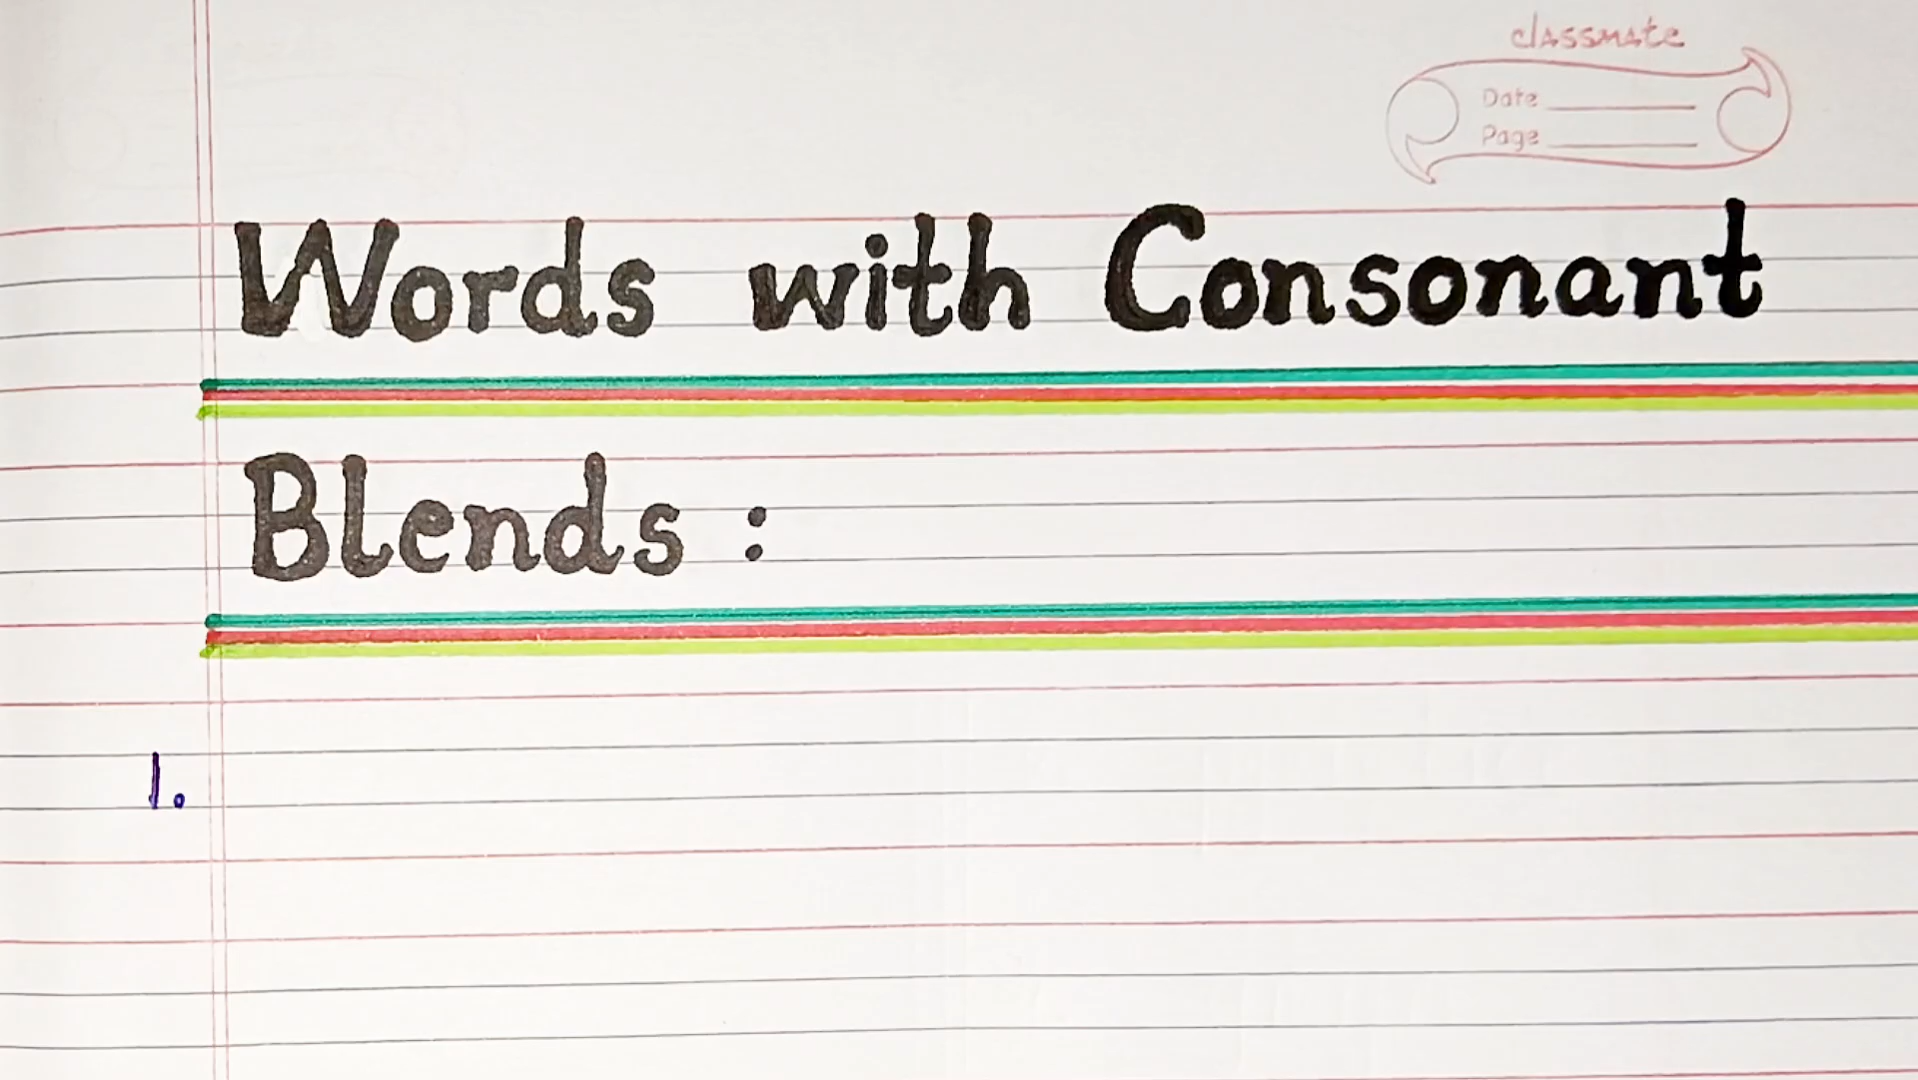 classmate
Date
Page
Words with Consonant
Blends :
1.